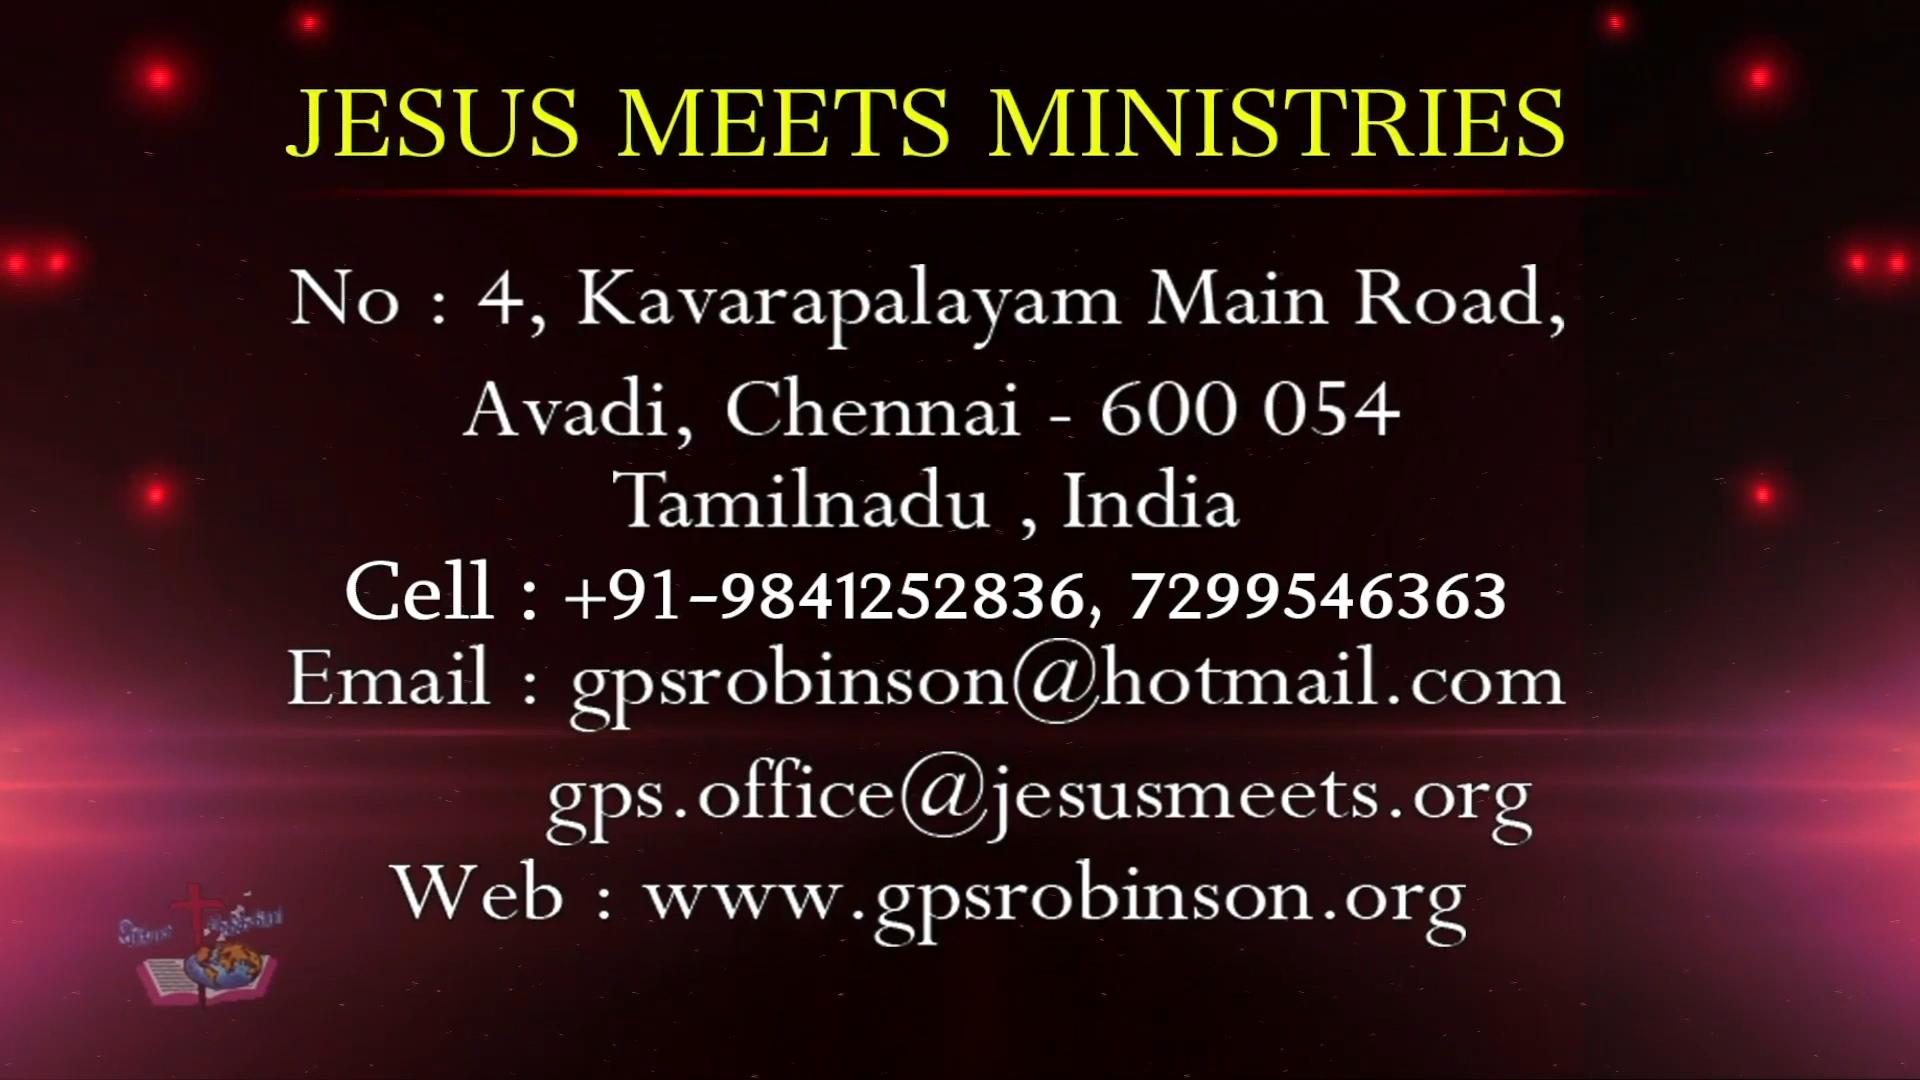 JESUS MEETS MINISTRIES
No : 4, Kavarapalayam Main Road,
Avadi, Chennai - 600 054
Tamilnadu , India
Cell : +91-9841252836, 7299546363
Email : gpsrobinson@hotmail.com
gps.office@jesusmeets.org
Web : www.gpsrobinson.org